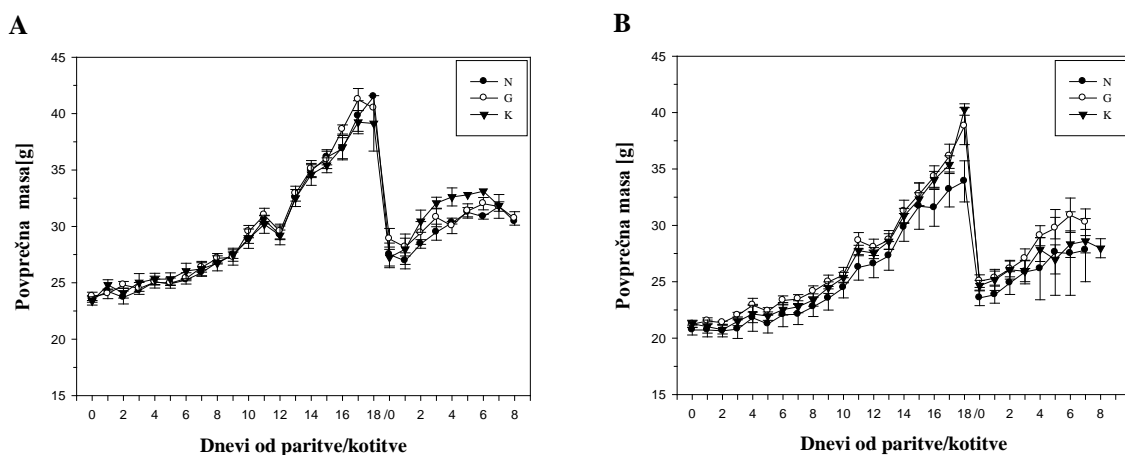 A
45
40
35
30
25
20
15
Povprečna masa[g]
N
G
K
0 2 4 6 8 10 12 14 16 18 /0 2 4 6 8
Dnevi od paritve/kotitve
B
45
40
35
30
25
20
15
Povprečna masa [g]
N
G
K
0 2 4 6 8 10 12 14 16 18 /0 2 4 6 8
Dnevi od paritve/kotitve